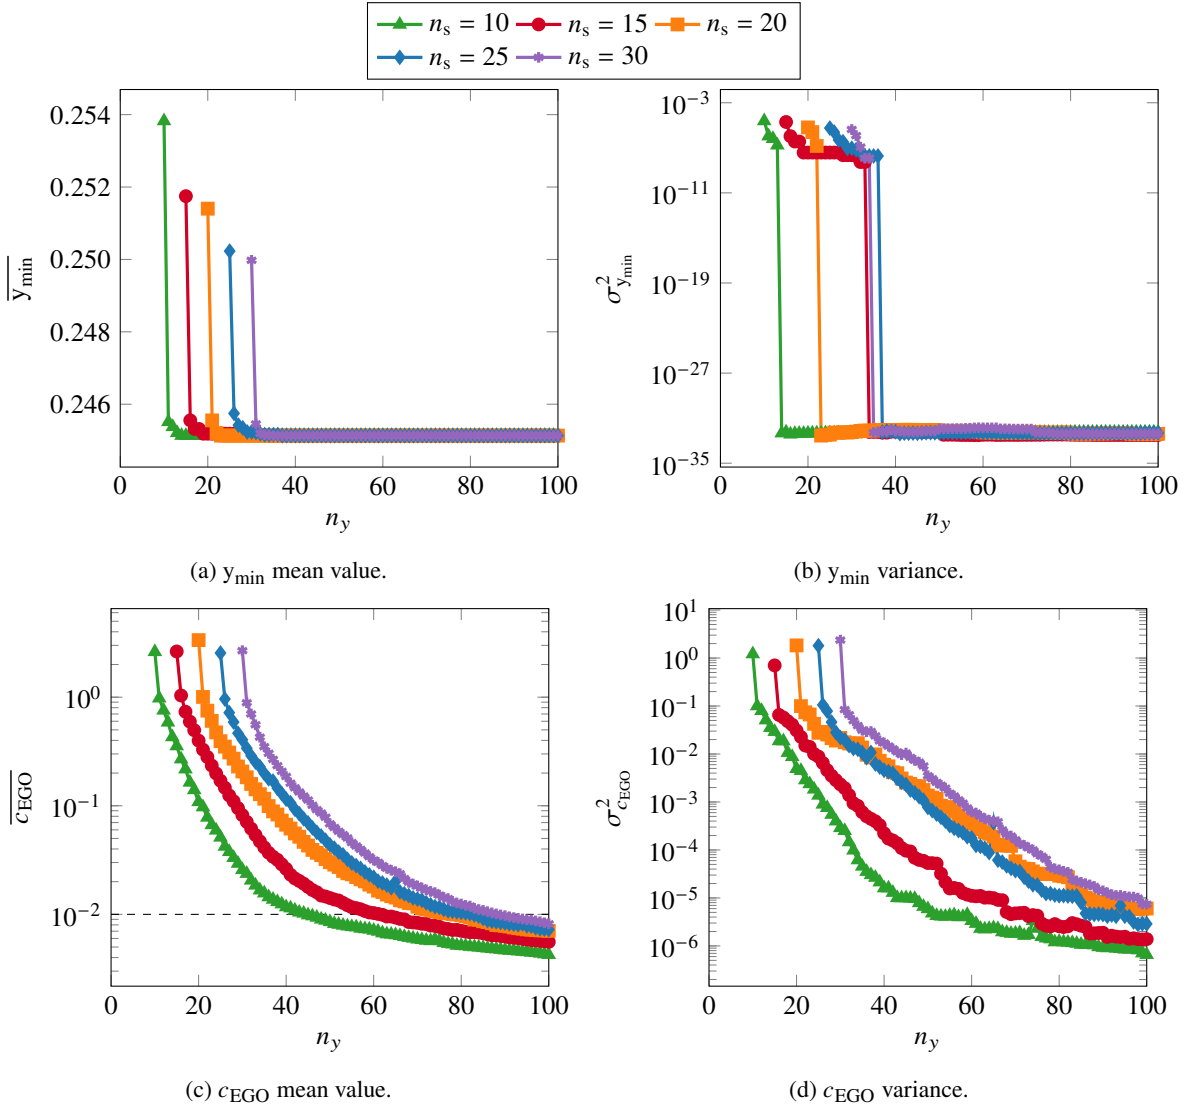 n_s = 10 n_s = 15 n_s = 20
n_s = 25 n_s = 30
0.254
0.252
0.250
0.248
0.246
y_min
0 20 40 60 80 100
n_y
(a) y_min mean value.
10^−3
10^−11
10^−19
10^−27
10^−35
σ²_y_min
0 20 40 60 80 100
n_y
(b) y_min variance.
10^0
10^−1
10^−2
c_EGO
0 20 40 60 80 100
n_y
(c) c_EGO mean value.
10^1
10^0
10^−1
10^−2
10^−3
10^−4
10^−5
10^−6
σ²_c_EGO
0 20 40 60 80 100
n_y
(d) c_EGO variance.